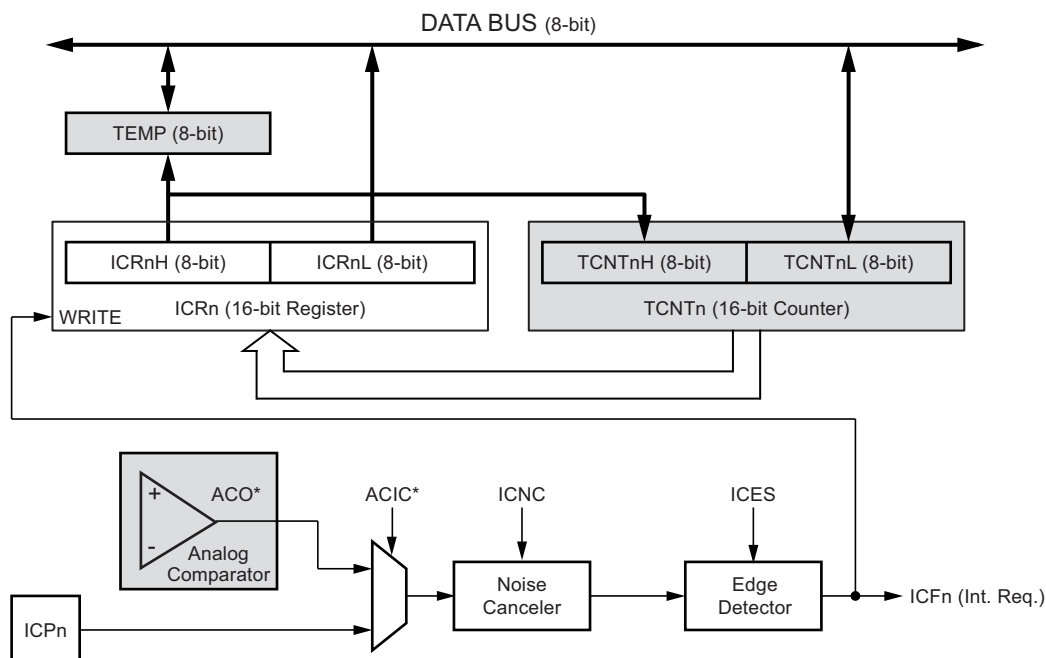 DATA BUS (8-bit)
TEMP (8-bit)
ICRnH (8-bit)
ICRnL (8-bit)
TCNTnH (8-bit)
TCNTnL (8-bit)
ICRn (16-bit Register)
TCNTn (16-bit Counter)
WRITE
+
ACO*
ACIC*
ICNC
ICES
-
Analog
Comparator
Noise
Canceler
Edge
Detector
ICFn (Int. Req.)
ICPn